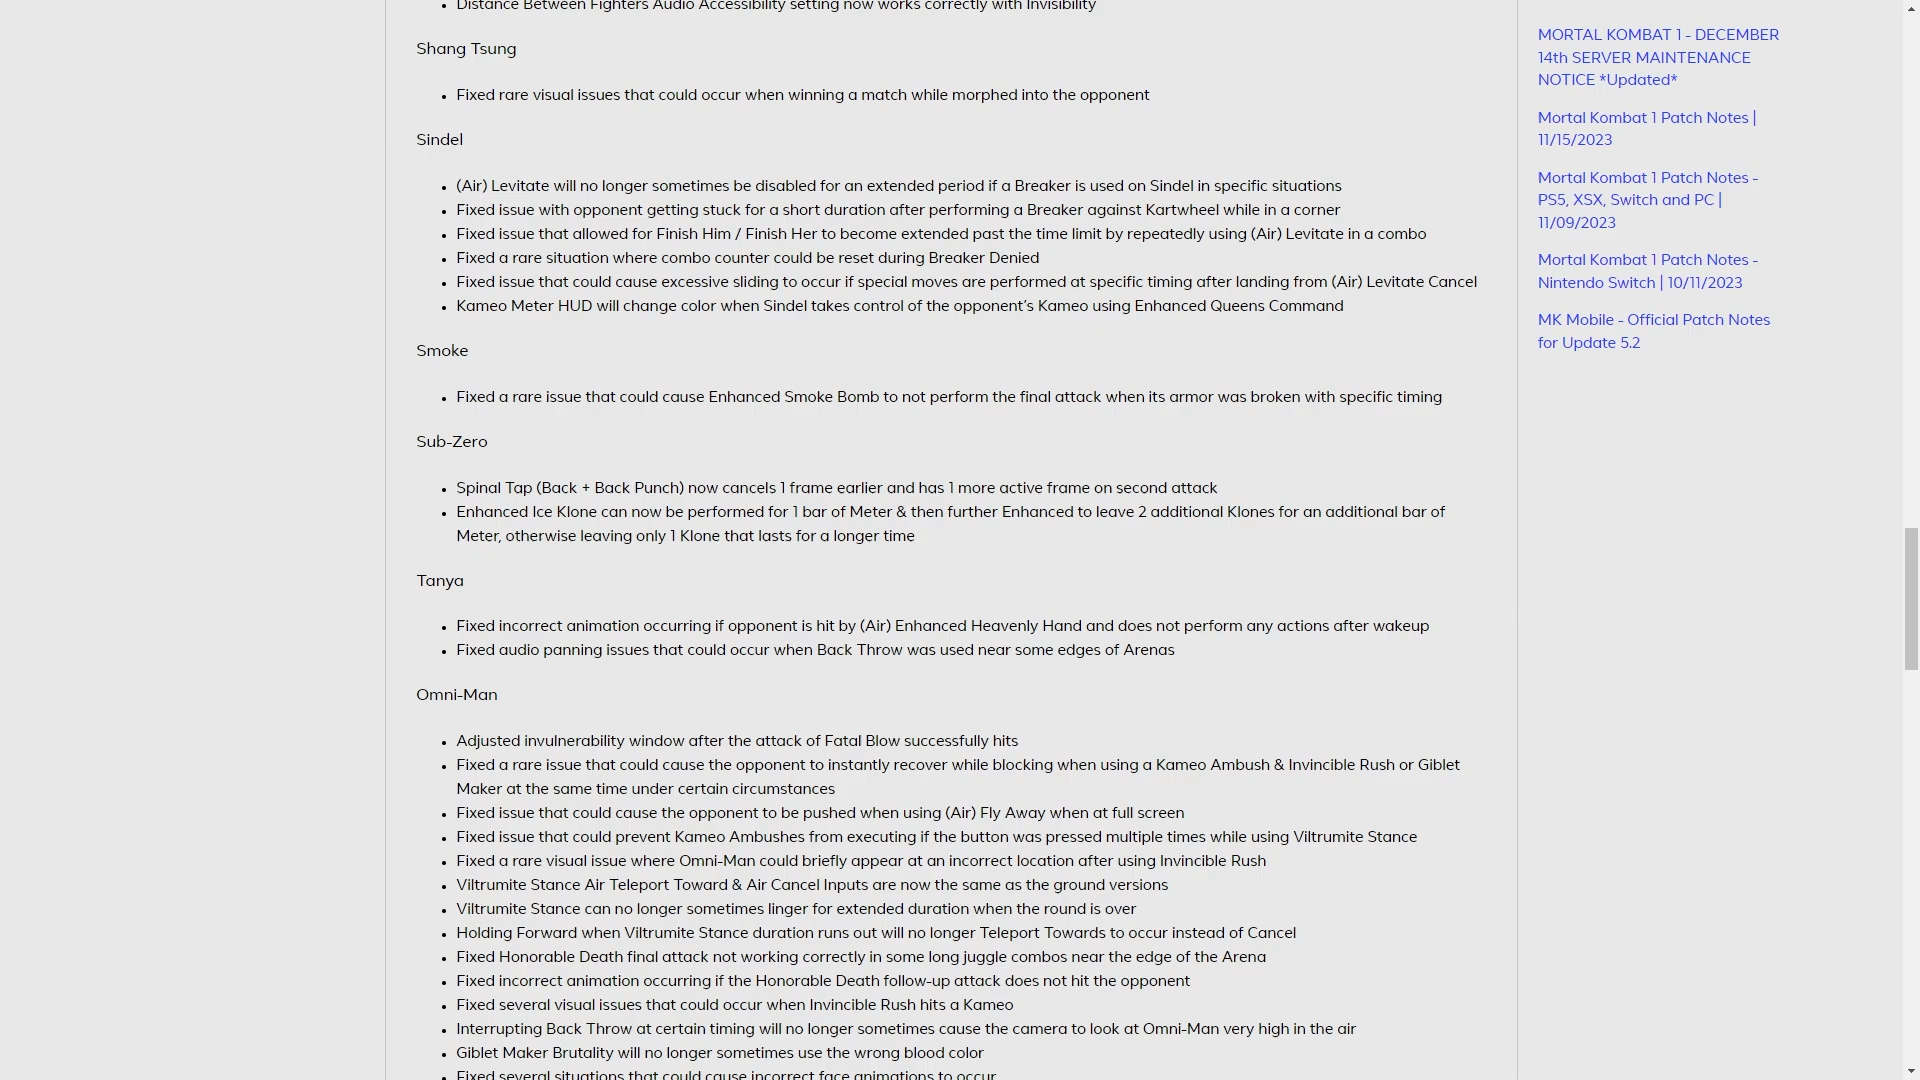 Distance Between Fighters Audio Accessibility setting now works correctly with Invisibility
Shang Tsung
Fixed rare visual issues that could occur when winning a match while morphed into the opponent
Sindel
(Air) Levitate will no longer sometimes be disabled for an extended period if a Breaker is used on Sindel in specific situations
Fixed issue with opponent getting stuck for a short duration after performing a Breaker against Kartwheel while in a corner
Fixed issue that allowed for Finish Him / Finish Her to become extended past the time limit by repeatedly using (Air) Levitate in a combo
Fixed a rare situation where combo counter could be reset during Breaker Denied
Fixed issue that could cause excessive sliding to occur if special moves are performed at specific timing after landing from (Air) Levitate Cancel
Kameo Meter HUD will change color when Sindel takes control of the opponent's Kameo using Enhanced Queens Command
Smoke
Fixed a rare issue that could cause Enhanced Smoke Bomb to not perform the final attack when its armor was broken with specific timing
Sub-Zero
Spinal Tap (Back + Back Punch) now cancels 1 frame earlier and has 1 more active frame on second attack
Enhanced Ice Klone can now be performed for 1 bar of Meter & then further Enhanced to leave 2 additional Klones for an additional bar of
Meter, otherwise leaving only 1 Klone that lasts for a longer time
Tanya
Fixed incorrect animation occurring if opponent is hit by (Air) Enhanced Heavenly Hand and does not perform any actions after wakeup
Fixed audio panning issues that could occur when Back Throw was used near some edges of Arenas
Omni-Man
Adjusted invulnerability window after the attack of Fatal Blow successfully hits
Fixed a rare issue that could cause the opponent to instantly recover while blocking when using a Kameo Ambush & Invincible Rush or Giblet
Maker at the same time under certain circumstances
Fixed issue that could cause the opponent to be pushed when using (Air) Fly Away when at full screen
Fixed issue that could prevent Kameo Ambushes from executing if the button was pressed multiple times while using Viltrumite Stance
Fixed a rare visual issue where Omni-Man could briefly appear at an incorrect location after using Invincible Rush
Viltrumite Stance Air Teleport Toward & Air Cancel Inputs are now the same as the ground versions
Viltrumite Stance can no longer sometimes linger for extended duration when the round is over
Holding Forward when Viltrumite Stance duration runs out will no longer Teleport Towards to occur instead of Cancel
Fixed Honorable Death final attack not working correctly in some long juggle combos near the edge of the Arena
Fixed incorrect animation occurring if the Honorable Death follow-up attack does not hit the opponent
Fixed several visual issues that could occur when Invincible Rush hits a Kameo
Interrupting Back Throw at certain timing will no longer sometimes cause the camera to look at Omni-Man very high in the air
Giblet Maker Brutality will no longer sometimes use the wrong blood color
Fixed several situations that could cause incorrect face animations to occur
MORTAL KOMBAT 1 - DECEMBER
14th SERVER MAINTENANCE
NOTICE *Updated*
Mortal Kombat 1 Patch Notes |
11/15/2023
Mortal Kombat 1 Patch Notes -
PS5, XSX, Switch and PC |
11/09/2023
Mortal Kombat 1 Patch Notes -
Nintendo Switch | 10/11/2023
MK Mobile - Official Patch Notes
for Update 5.2